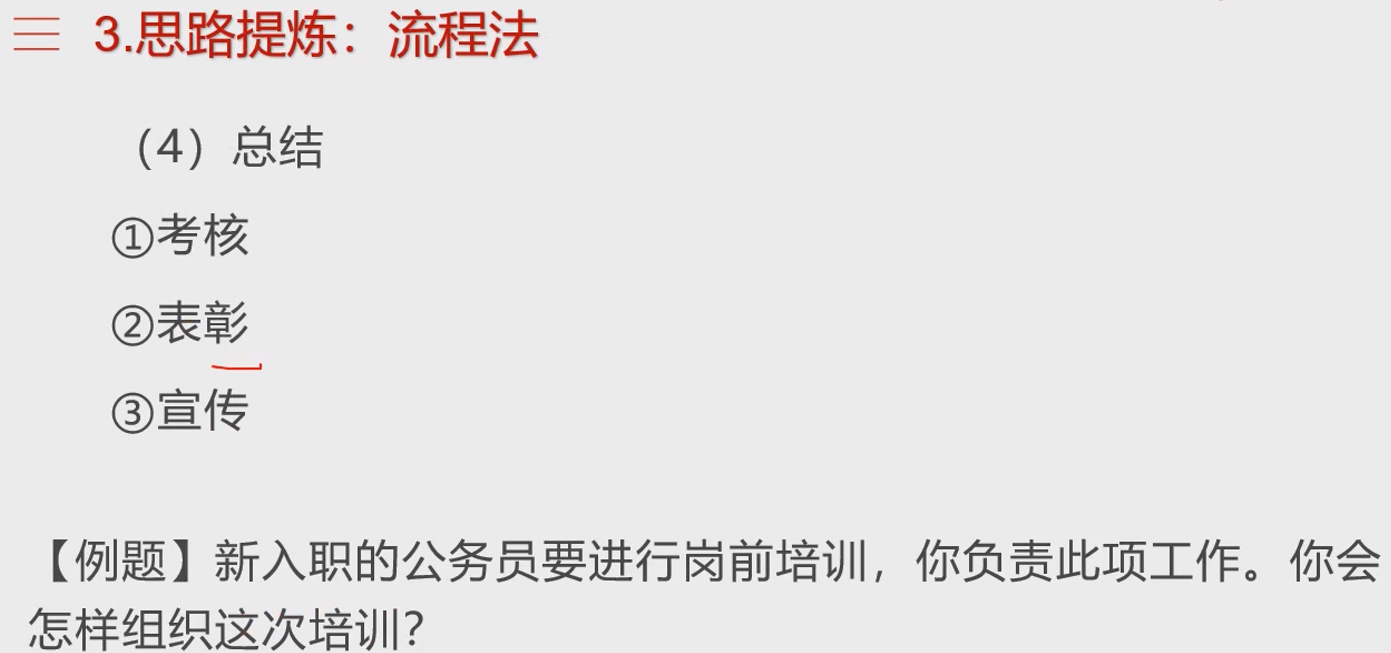 3.思路提炼：流程法
（4）总结
①考核
②表彰
③宣传
【例题】新入职的公务员要进行岗前培训，你负责此项工作。你会
怎样组织这次培训？